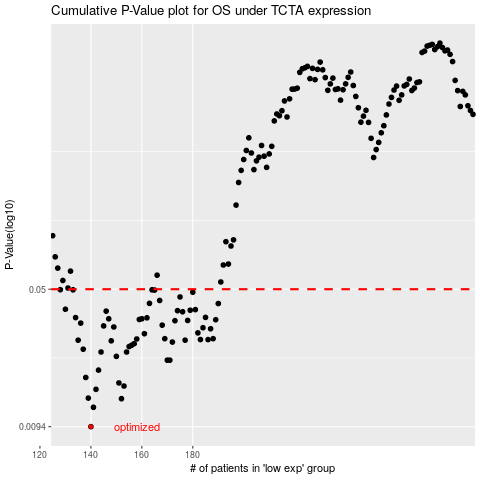 Cumulative P-Value plot for OS under TCTA expression
P-Value(log10)
0.05
0.0094
optimized
120 140 160 180
# of patients in 'low exp' group